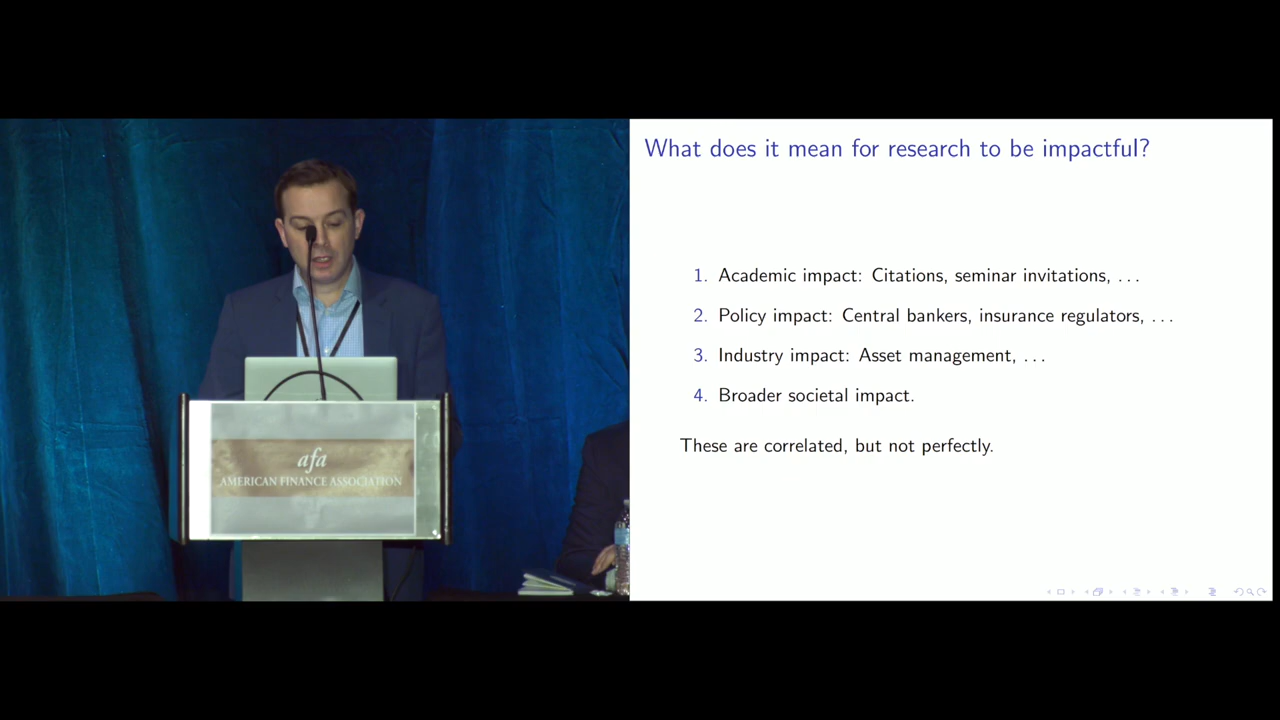 What does it mean for research to be impactful?
1. Academic impact: Citations, seminar invitations, ...
2. Policy impact: Central bankers, insurance regulators, ...
3. Industry impact: Asset management, ...
4. Broader societal impact.
These are correlated, but not perfectly.
afa
AMERICAN FINANCE ASSOCIATION